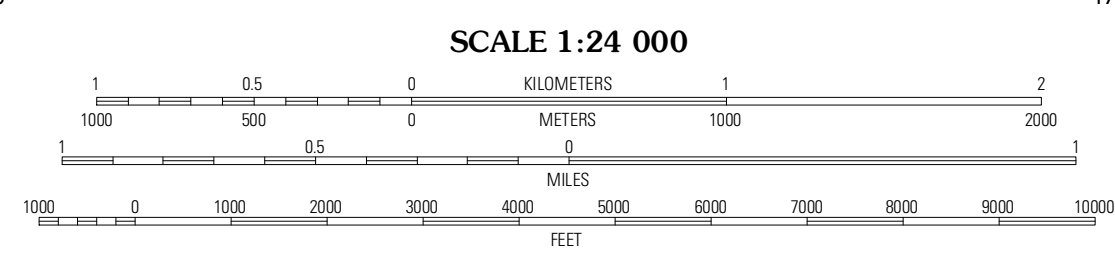 SCALE 1:24 000
1 0.5 0 KILOMETERS 1 2
1000 500 0 METERS 1000 2000
1 0.5 0 1
MILES
1000 0 1000 2000 3000 4000 5000 6000 7000 8000 9000 10000
FEET